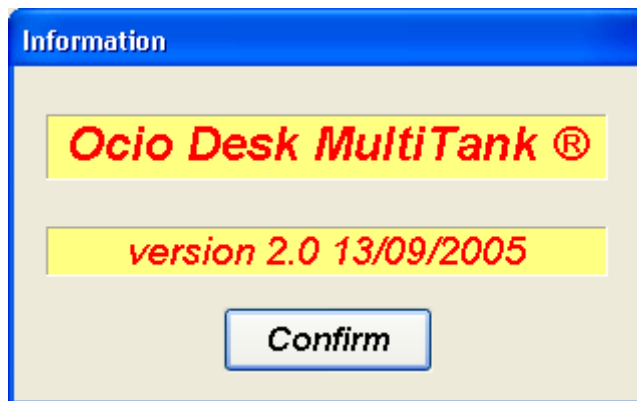 Information
Ocio Desk MultiTank ®
version 2.0 13/09/2005
Confirm